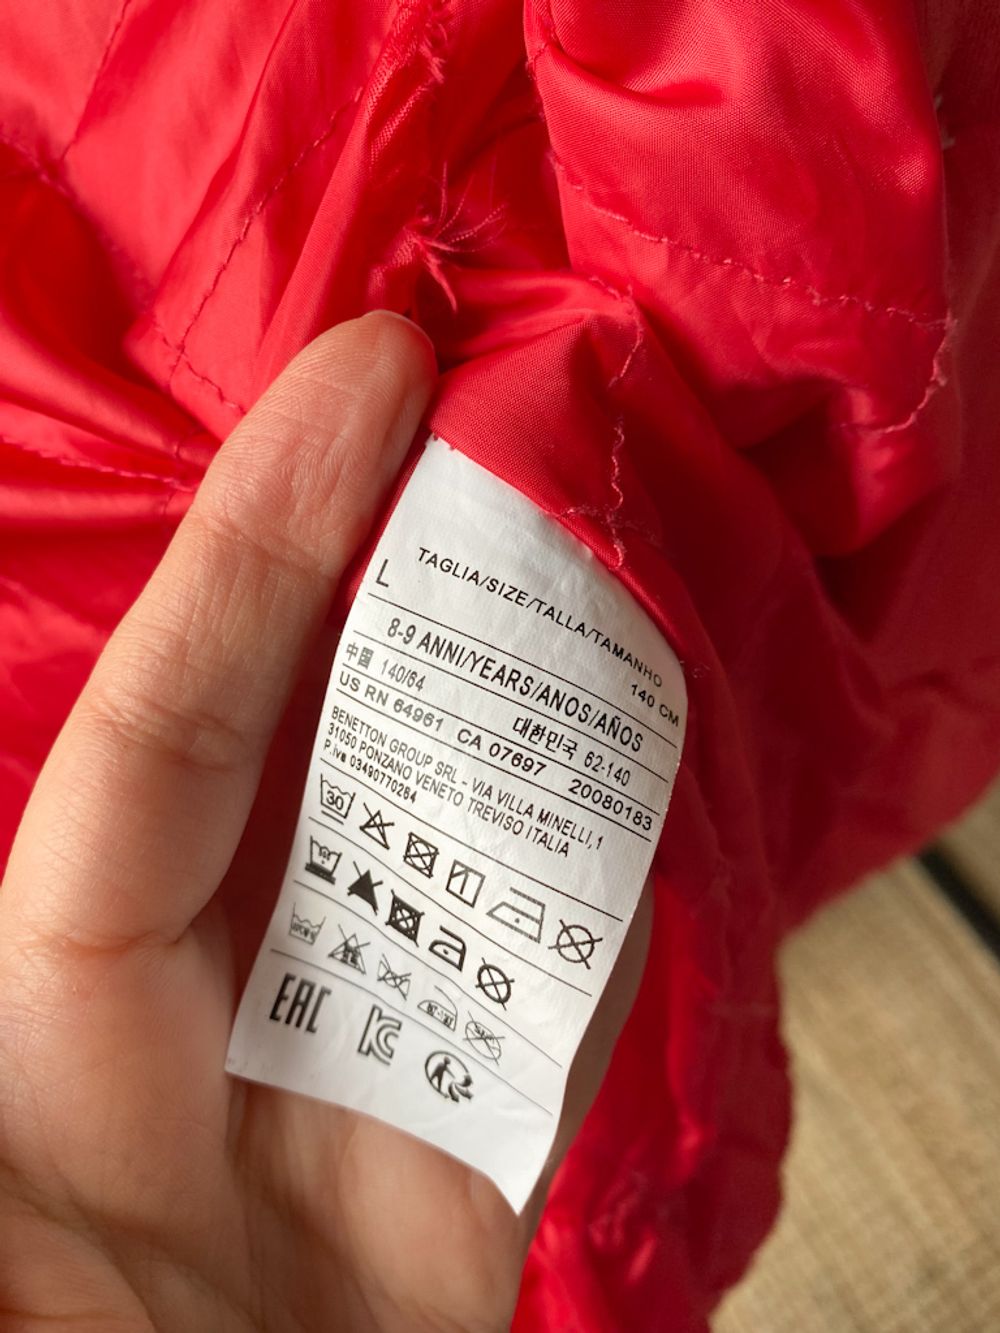 TAGLIA/SIZE/TALLA/TAMANHO
L 140 CM
8-9 ANNI/YEARS/ANOS/AÑOS
中国 140/64 대한민국 62-140
US RN 64961 CA 07697 20080183
BENETTON GROUP SRL - VIA VILLA MINELLI, 1
31050 PONZANO VENETO TREVISO ITALIA
P.iva 03490770264
30
EAC KC